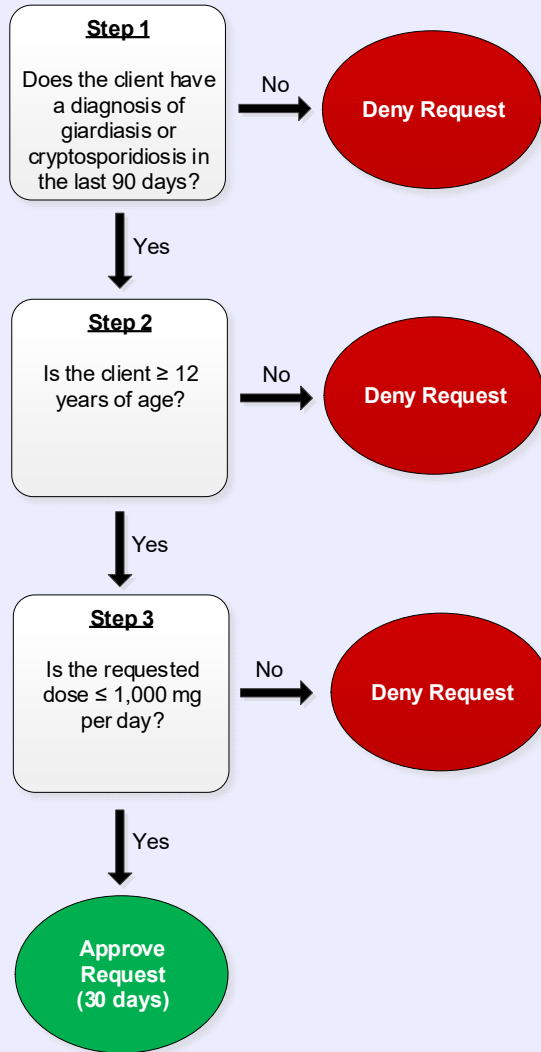 Step 1
Does the client have
a diagnosis of
giardiasis or
cryptosporidiosis in
the last 90 days?
No
Deny Request
Yes
Step 2
Is the client ≥ 12
years of age?
No
Deny Request
Yes
Step 3
Is the requested
dose ≤ 1,000 mg
per day?
No
Deny Request
Yes
Approve
Request
(30 days)